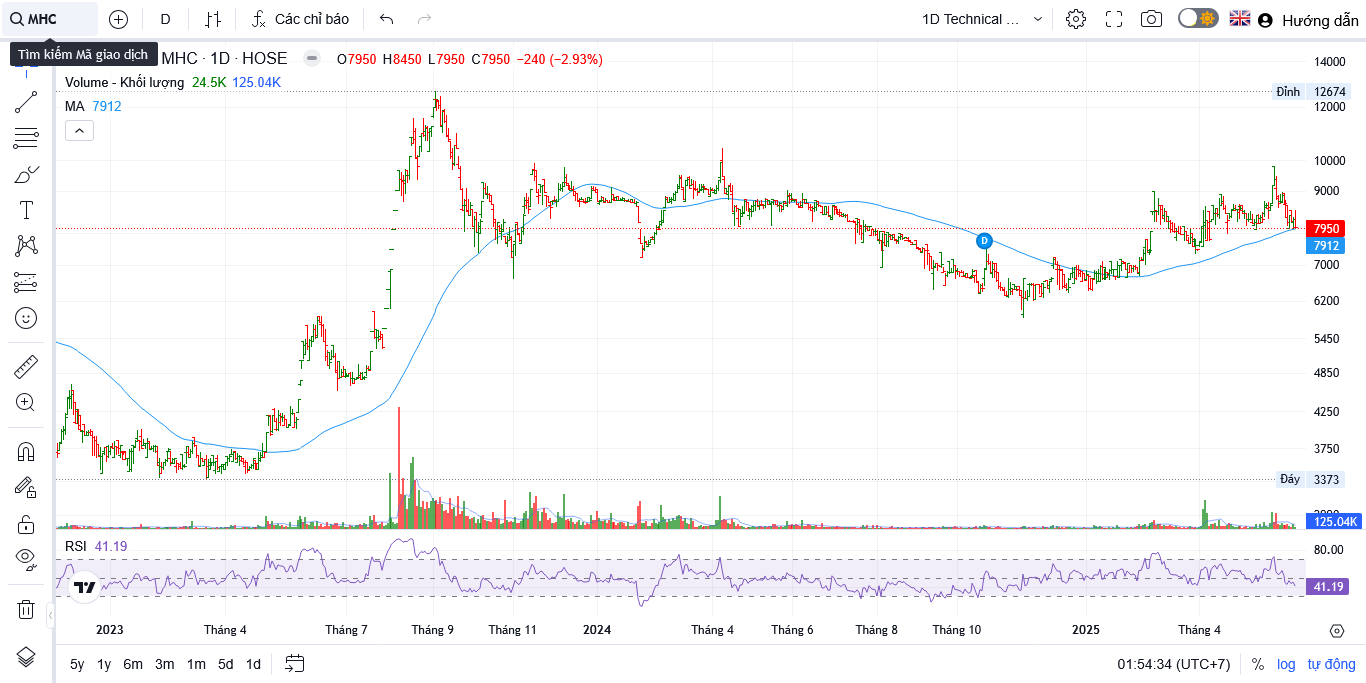 MHC
D
Các chỉ báo
1D Technical ...
Hướng dẫn
Tìm kiếm Mã giao dịch
MHC · 1D · HOSE
O7950 H8450 L7950 C7950 −240 (−2.93%)
Volume - Khối lượng 24.5K 125.04K
MA 7912
14000
Đỉnh 12674
12000
10000
9000
D
7950
7912
7000
6200
5450
4850
4250
3750
Đáy 3373
125.04K
RSI 41.19
80.00
41.19
2023
Tháng 4
Tháng 7
Tháng 9
Tháng 11
2024
Tháng 4
Tháng 6
Tháng 8
Tháng 10
2025
Tháng 4
5y 1y 6m 3m 1m 5d 1d
01:54:34 (UTC+7)
%
log
tự động